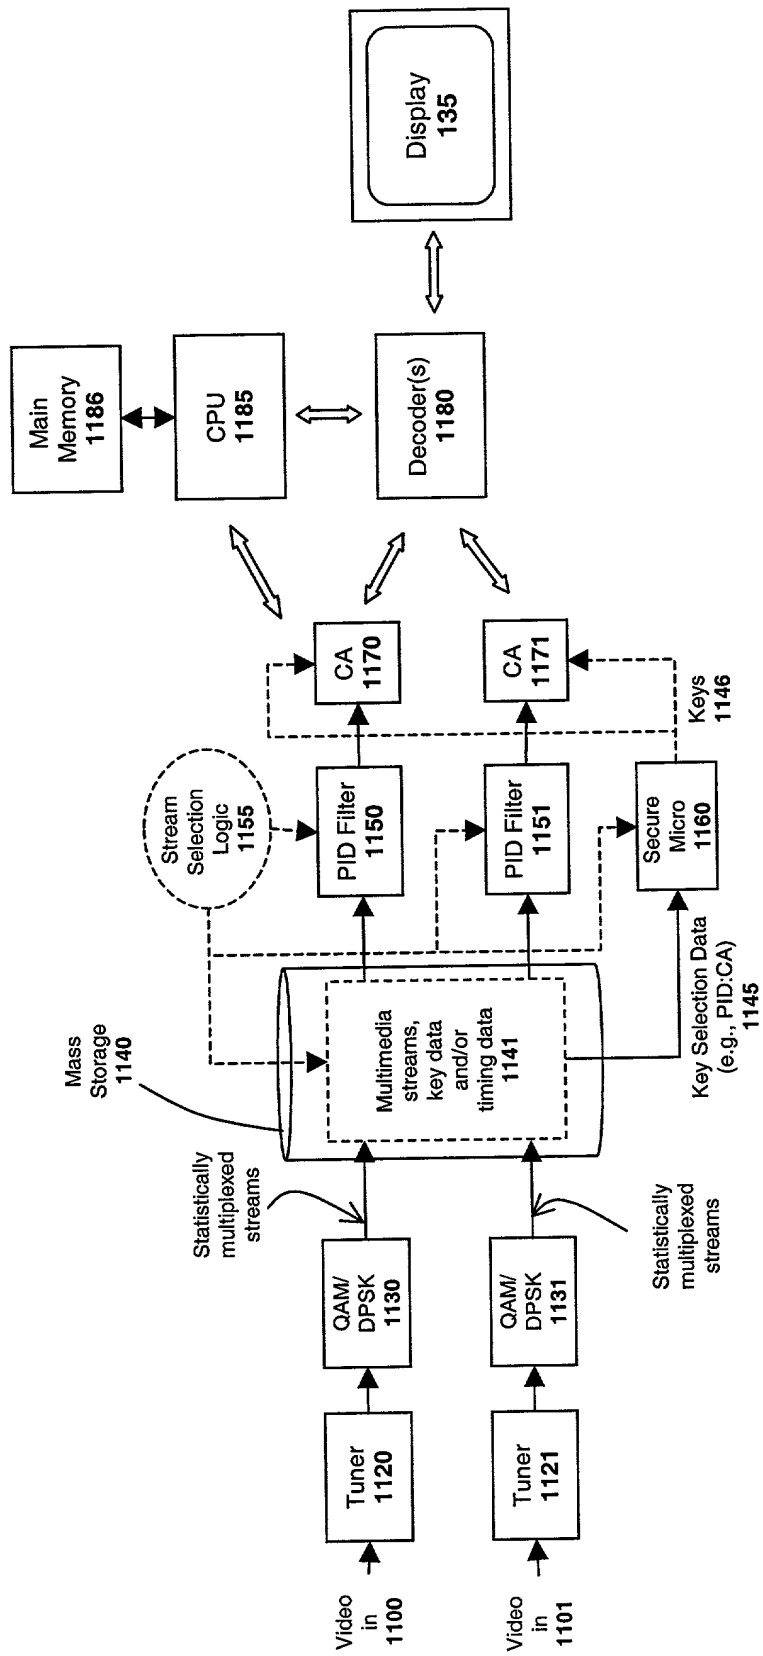 Video
in
1100
Tuner
1120
QAM/
DPSK
1130
Statistically
multiplexed
streams
Video
in
1101
Tuner
1121
QAM/
DPSK
1131
Statistically
multiplexed
streams
Mass
Storage
1140
Multimedia
streams,
key data
and/or
timing data
1141
Key Selection Data
(e.g., PID:CA)
1145
Stream
Selection
Logic
1155
PID Filter
1150
PID Filter
1151
Secure
Micro
1160
Keys
1146
CA
1170
CA
1171
Main
Memory
1186
CPU
1185
Decoder(s)
1180
Display
135